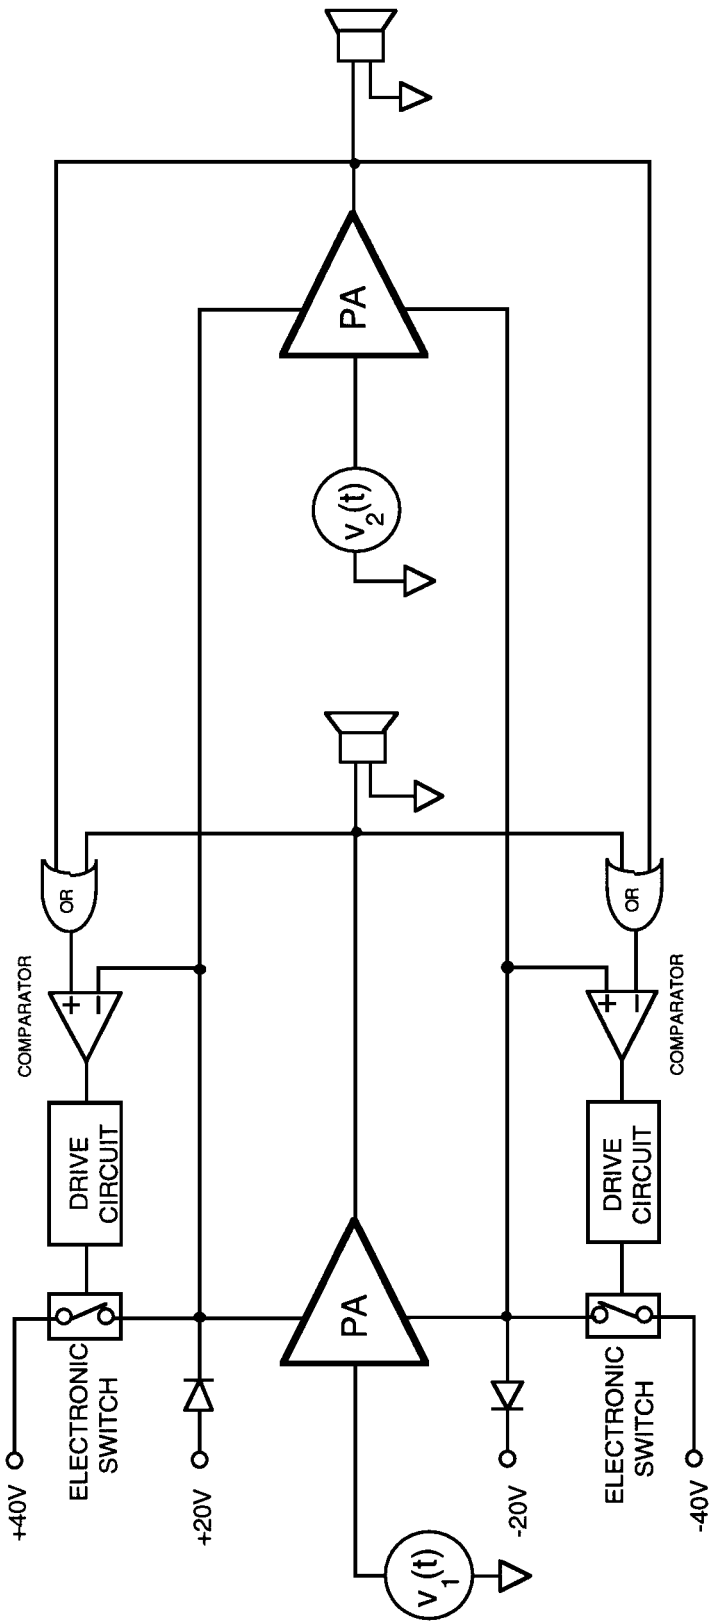 +40V
ELECTRONIC
SWITCH
DRIVE
CIRCUIT
COMPARATOR
+
−
OR
+20V
v1(t)
PA
v2(t)
PA
-20V
-40V
ELECTRONIC
SWITCH
DRIVE
CIRCUIT
COMPARATOR
+
−
OR